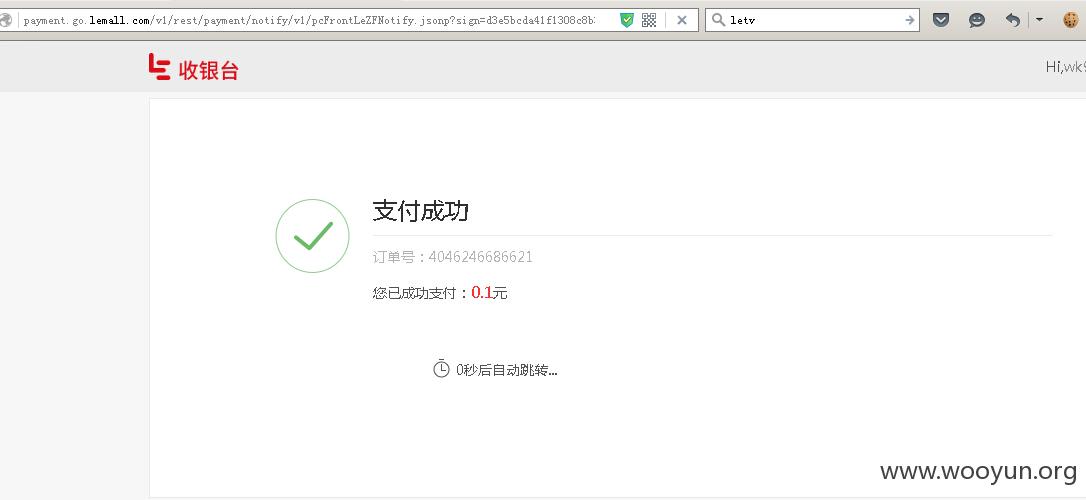 payment.go.lemall.com/v1/rest/payment/notify/v1/pcFrontLeZFNotify.jsonp?sign=d3e5bcda41f1308c8b
letv
收银台
Hi,wk
支付成功
订单号：4046246686621
您已成功支付：0.1元
0秒后自动跳转...
www.wooyun.org